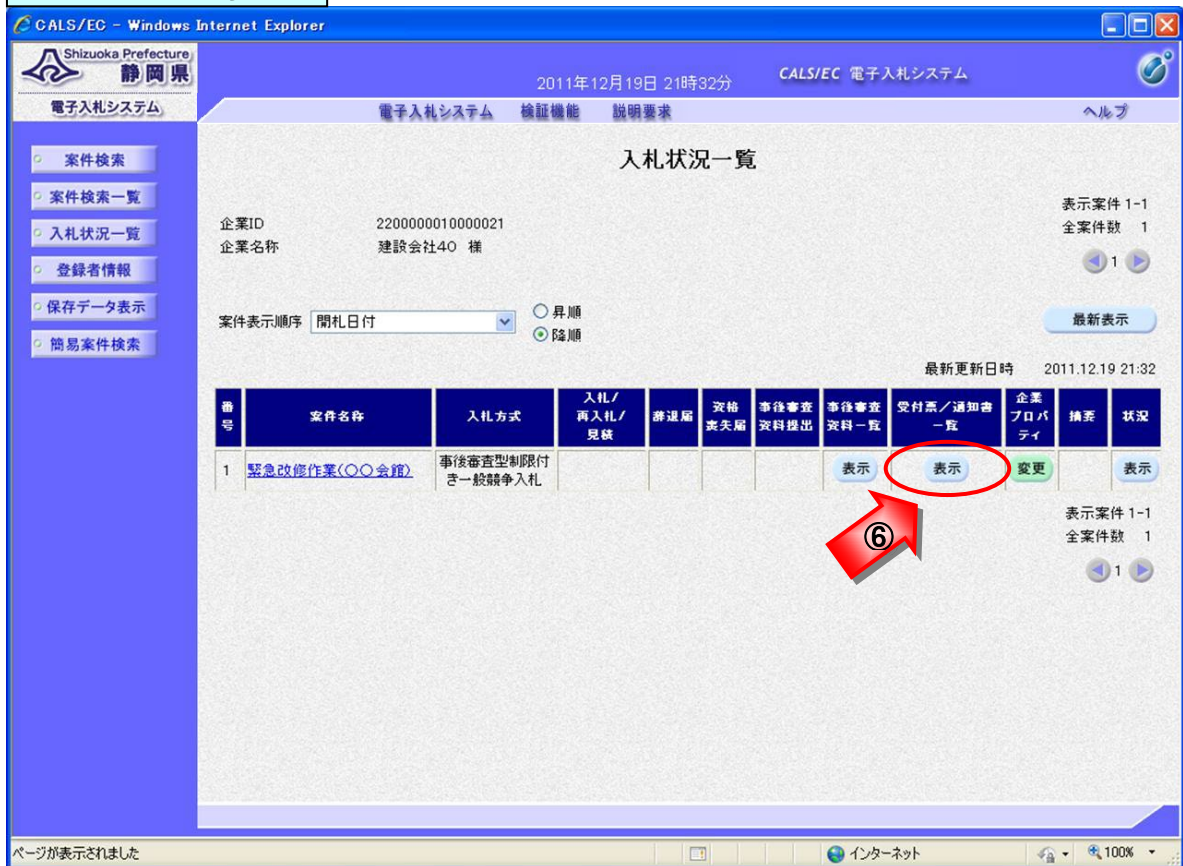 CALS/EC - Windows Internet Explorer
Shizuoka Prefecture
静岡県
電子入札システム
2011年12月19日 21時32分
CALS/EC 電子入札システム
電子入札システム 検証機能 説明要求 ヘルプ
案件検索
案件検索一覧
入札状況一覧
登録者情報
保存データ表示
簡易案件検索
入札状況一覧
表示案件 1-1
全案件数 1
1
企業ID 2200000010000021
企業名称 建設会社40 様
案件表示順序 開札日付
昇順
降順
最新表示
最新更新日時 2011.12.19 21:32
番号 案件名称 入札方式 入札/再入札/見積 辞退届 資格喪失届 事後審査資料提出 事後審査資料一覧 受付票/通知書一覧 企業プロパティ 摘要 状況
1 緊急改修作業(〇〇会館) 事後審査型制限付き一般競争入札 表示 表示 変更 表示
⑥
表示案件 1-1
全案件数 1
1
ページが表示されました
インターネット
100%